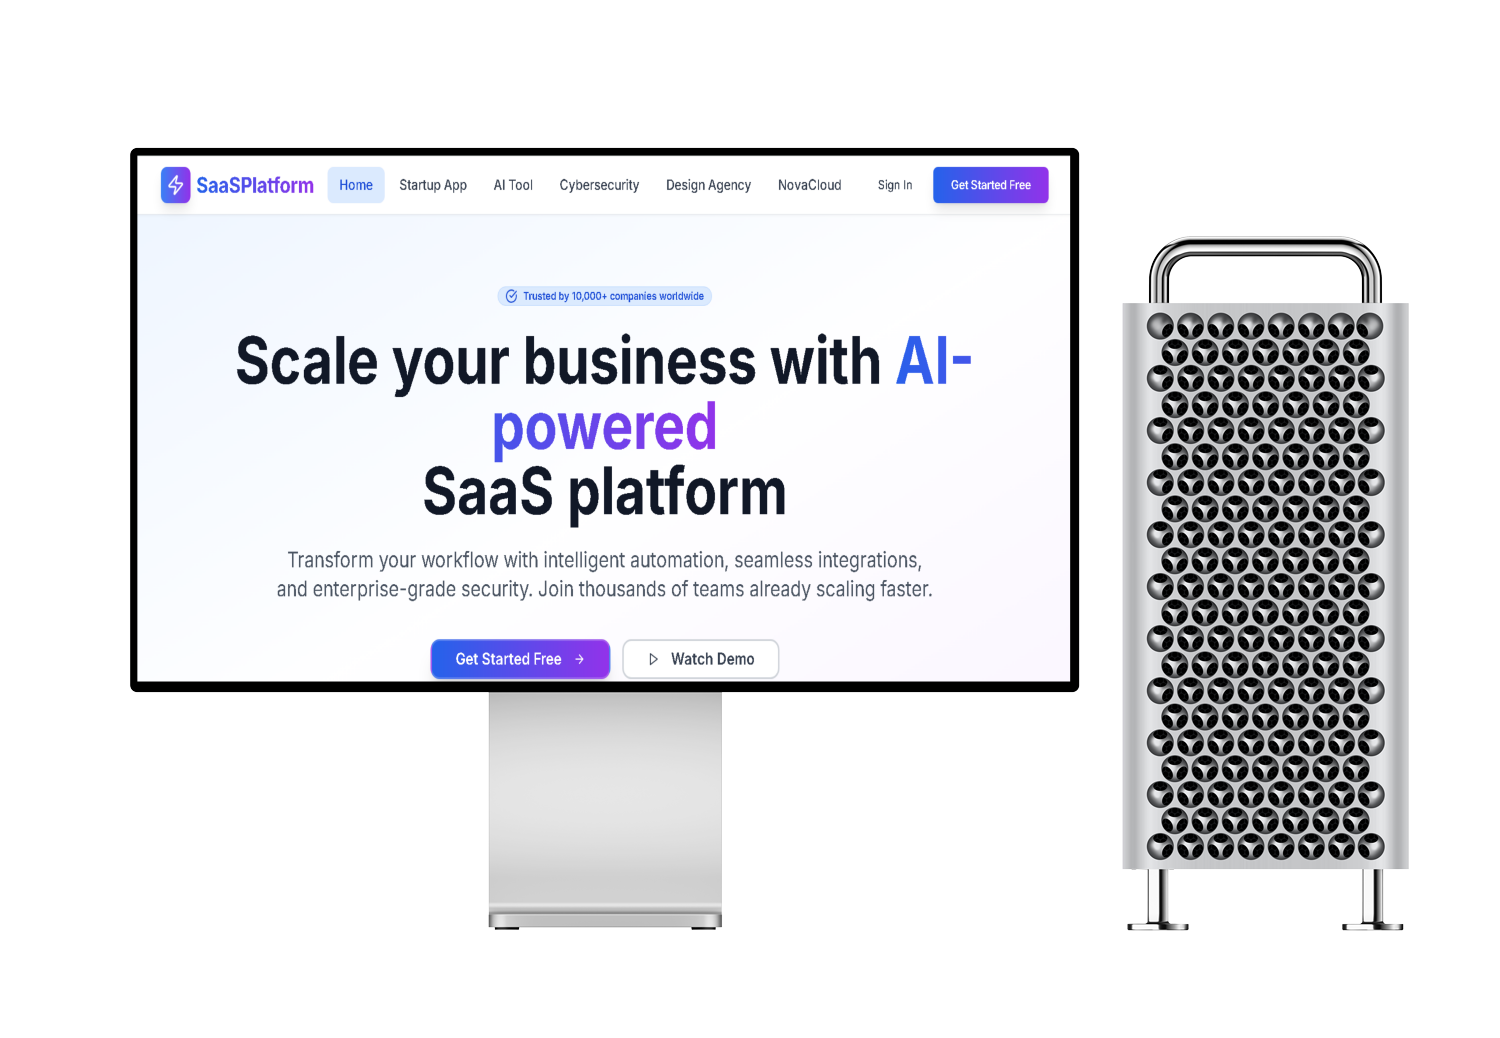 SaaSPlatform
Home
Startup App
AI Tool
Cybersecurity
Design Agency
NovaCloud
Sign In
Get Started Free
Trusted by 10,000+ companies worldwide
Scale your business with AI-
powered
SaaS platform
Transform your workflow with intelligent automation, seamless integrations,
and enterprise-grade security. Join thousands of teams already scaling faster.
Get Started Free
Watch Demo